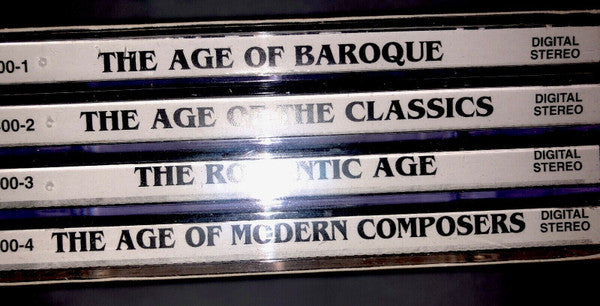 00-1 THE AGE OF BAROQUE DIGITAL STEREO
00-2 THE AGE OF THE CLASSICS DIGITAL STEREO
00-3 THE ROMANTIC AGE DIGITAL STEREO
00-4 THE AGE OF MODERN COMPOSERS DIGITAL STEREO